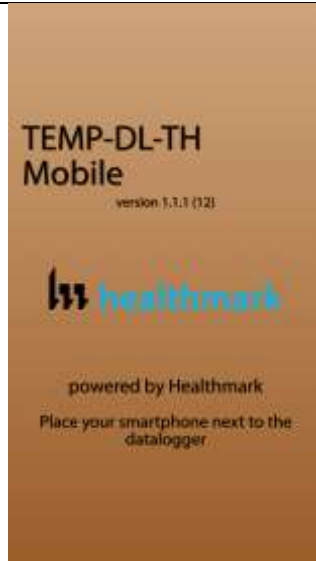 TEMP-DL-TH
Mobile
version 1.1.1 (12)
healthmark
powered by Healthmark
Place your smartphone next to the
datalogger